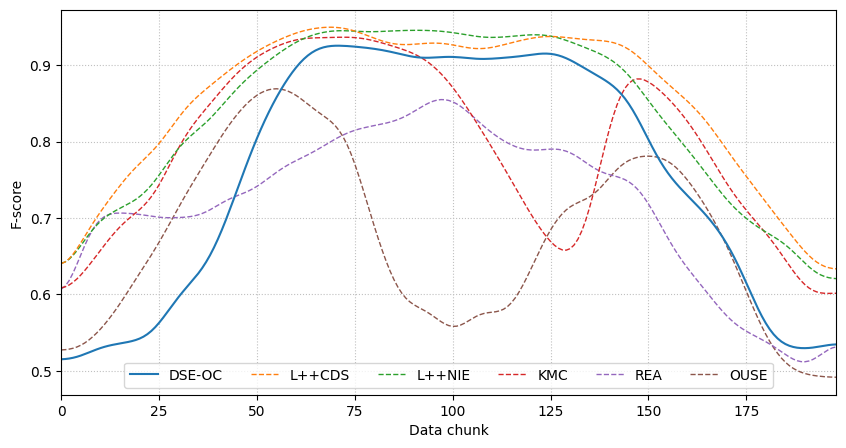 F-score
0.9
0.8
0.7
0.6
0.5
DSE-OC L++CDS L++NIE KMC REA OUSE
0 25 50 75 100 125 150 175
Data chunk